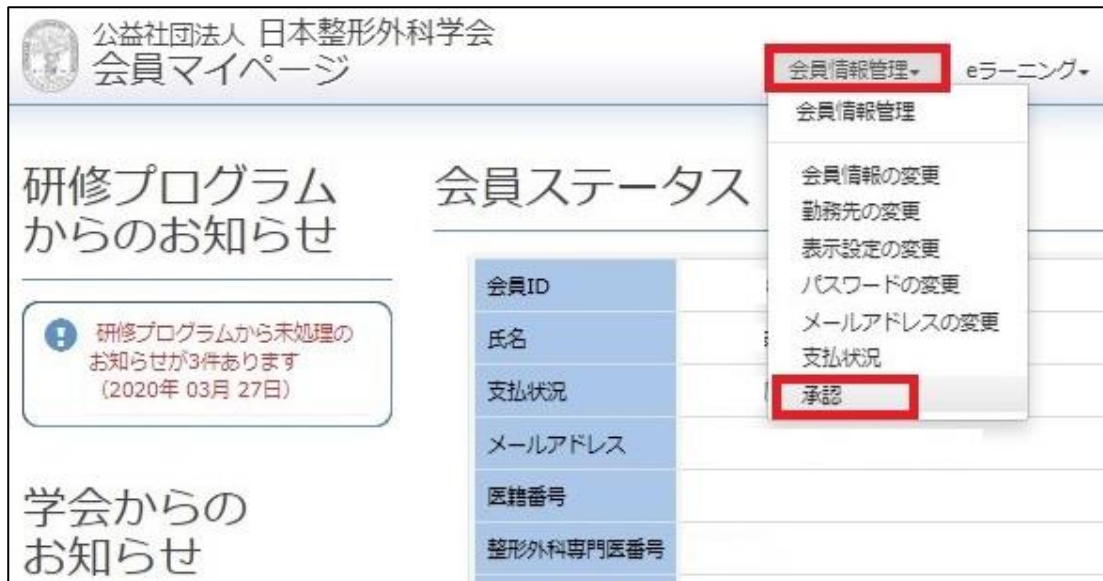 公益社団法人 日本整形外科学会
会員マイページ
会員情報管理▾
eラーニング▾
会員情報管理
会員情報の変更
勤務先の変更
表示設定の変更
パスワードの変更
メールアドレスの変更
支払状況
承認
研修プログラム
からのお知らせ
研修プログラムから未処理の
お知らせが3件あります
（2020年 03月 27日）
学会からの
お知らせ
会員ステータス
会員ID
氏名
支払状況
メールアドレス
医籍番号
整形外科専門医番号